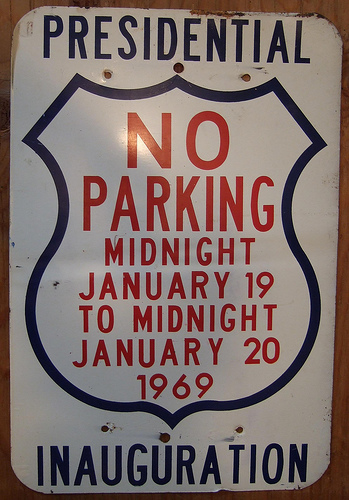 PRESIDENTIAL
NO
PARKING
MIDNIGHT
JANUARY 19
TO MIDNIGHT
JANUARY 20
1969
INAUGURATION